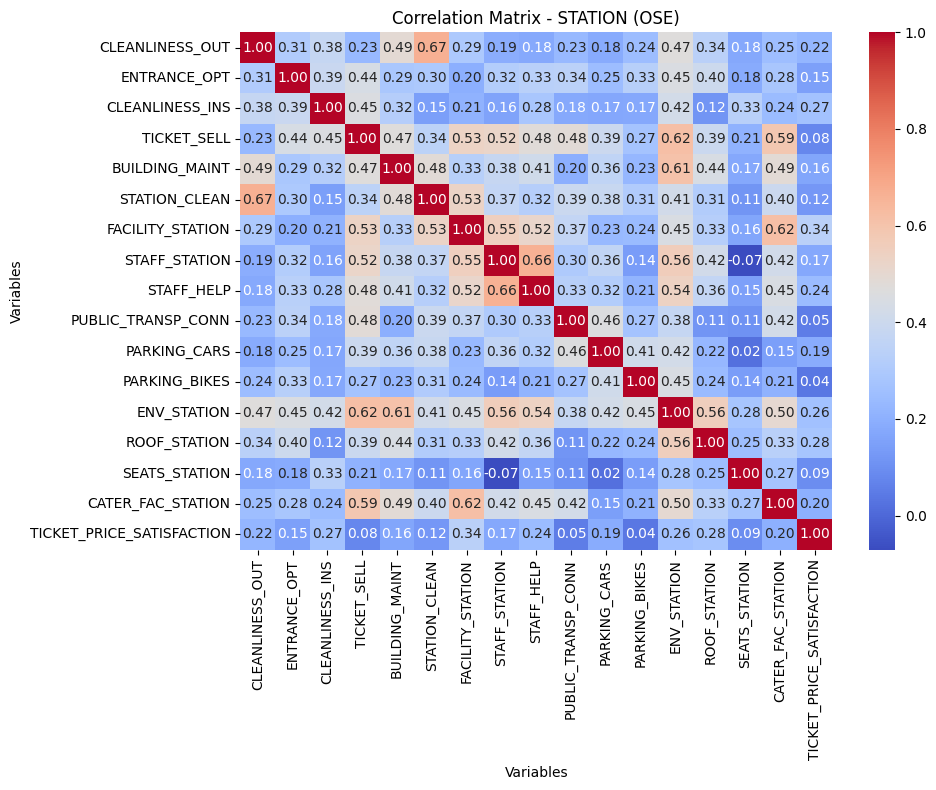 Correlation Matrix - STATION (OSE)
CLEANLINESS_OUT 1.00 0.31 0.38 0.23 0.49 0.67 0.29 0.19 0.18 0.23 0.18 0.24 0.47 0.34 0.18 0.25 0.22
ENTRANCE_OPT 0.31 1.00 0.39 0.44 0.29 0.30 0.20 0.32 0.33 0.34 0.25 0.33 0.45 0.40 0.18 0.28 0.15
CLEANLINESS_INS 0.38 0.39 1.00 0.45 0.32 0.15 0.21 0.16 0.28 0.18 0.17 0.17 0.42 0.12 0.33 0.24 0.27
TICKET_SELL 0.23 0.44 0.45 1.00 0.47 0.34 0.53 0.52 0.48 0.48 0.39 0.27 0.62 0.39 0.21 0.59 0.08
BUILDING_MAINT 0.49 0.29 0.32 0.47 1.00 0.48 0.33 0.38 0.41 0.20 0.36 0.23 0.61 0.44 0.17 0.49 0.16
STATION_CLEAN 0.67 0.30 0.15 0.34 0.48 1.00 0.53 0.37 0.32 0.39 0.38 0.31 0.41 0.31 0.11 0.40 0.12
FACILITY_STATION 0.29 0.20 0.21 0.53 0.33 0.53 1.00 0.55 0.52 0.37 0.23 0.24 0.45 0.33 0.16 0.62 0.34
STAFF_STATION 0.19 0.32 0.16 0.52 0.38 0.37 0.55 1.00 0.66 0.30 0.36 0.14 0.56 0.42 -0.07 0.42 0.17
STAFF_HELP 0.18 0.33 0.28 0.48 0.41 0.32 0.52 0.66 1.00 0.33 0.32 0.21 0.54 0.36 0.15 0.45 0.24
PUBLIC_TRANSP_CONN 0.23 0.34 0.18 0.48 0.20 0.39 0.37 0.30 0.33 1.00 0.46 0.27 0.38 0.11 0.11 0.42 0.05
PARKING_CARS 0.18 0.25 0.17 0.39 0.36 0.38 0.23 0.36 0.32 0.46 1.00 0.41 0.42 0.22 0.02 0.15 0.19
PARKING_BIKES 0.24 0.33 0.17 0.27 0.23 0.31 0.24 0.14 0.21 0.27 0.41 1.00 0.45 0.24 0.14 0.21 0.04
ENV_STATION 0.47 0.45 0.42 0.62 0.61 0.41 0.45 0.56 0.54 0.38 0.42 0.45 1.00 0.56 0.28 0.50 0.26
ROOF_STATION 0.34 0.40 0.12 0.39 0.44 0.31 0.33 0.42 0.36 0.11 0.22 0.24 0.56 1.00 0.25 0.33 0.28
SEATS_STATION 0.18 0.18 0.33 0.21 0.17 0.11 0.16 -0.07 0.15 0.11 0.02 0.14 0.28 0.25 1.00 0.27 0.09
CATER_FAC_STATION 0.25 0.28 0.24 0.59 0.49 0.40 0.62 0.42 0.45 0.42 0.15 0.21 0.50 0.33 0.27 1.00 0.20
TICKET_PRICE_SATISFACTION 0.22 0.15 0.27 0.08 0.16 0.12 0.34 0.17 0.24 0.05 0.19 0.04 0.26 0.28 0.09 0.20 1.00
Variables
CLEANLINESS_OUT
ENTRANCE_OPT
CLEANLINESS_INS
TICKET_SELL
BUILDING_MAINT
STATION_CLEAN
FACILITY_STATION
STAFF_STATION
STAFF_HELP
PUBLIC_TRANSP_CONN
PARKING_CARS
PARKING_BIKES
ENV_STATION
ROOF_STATION
SEATS_STATION
CATER_FAC_STATION
TICKET_PRICE_SATISFACTION
Variables
1.0
0.8
0.6
0.4
0.2
0.0